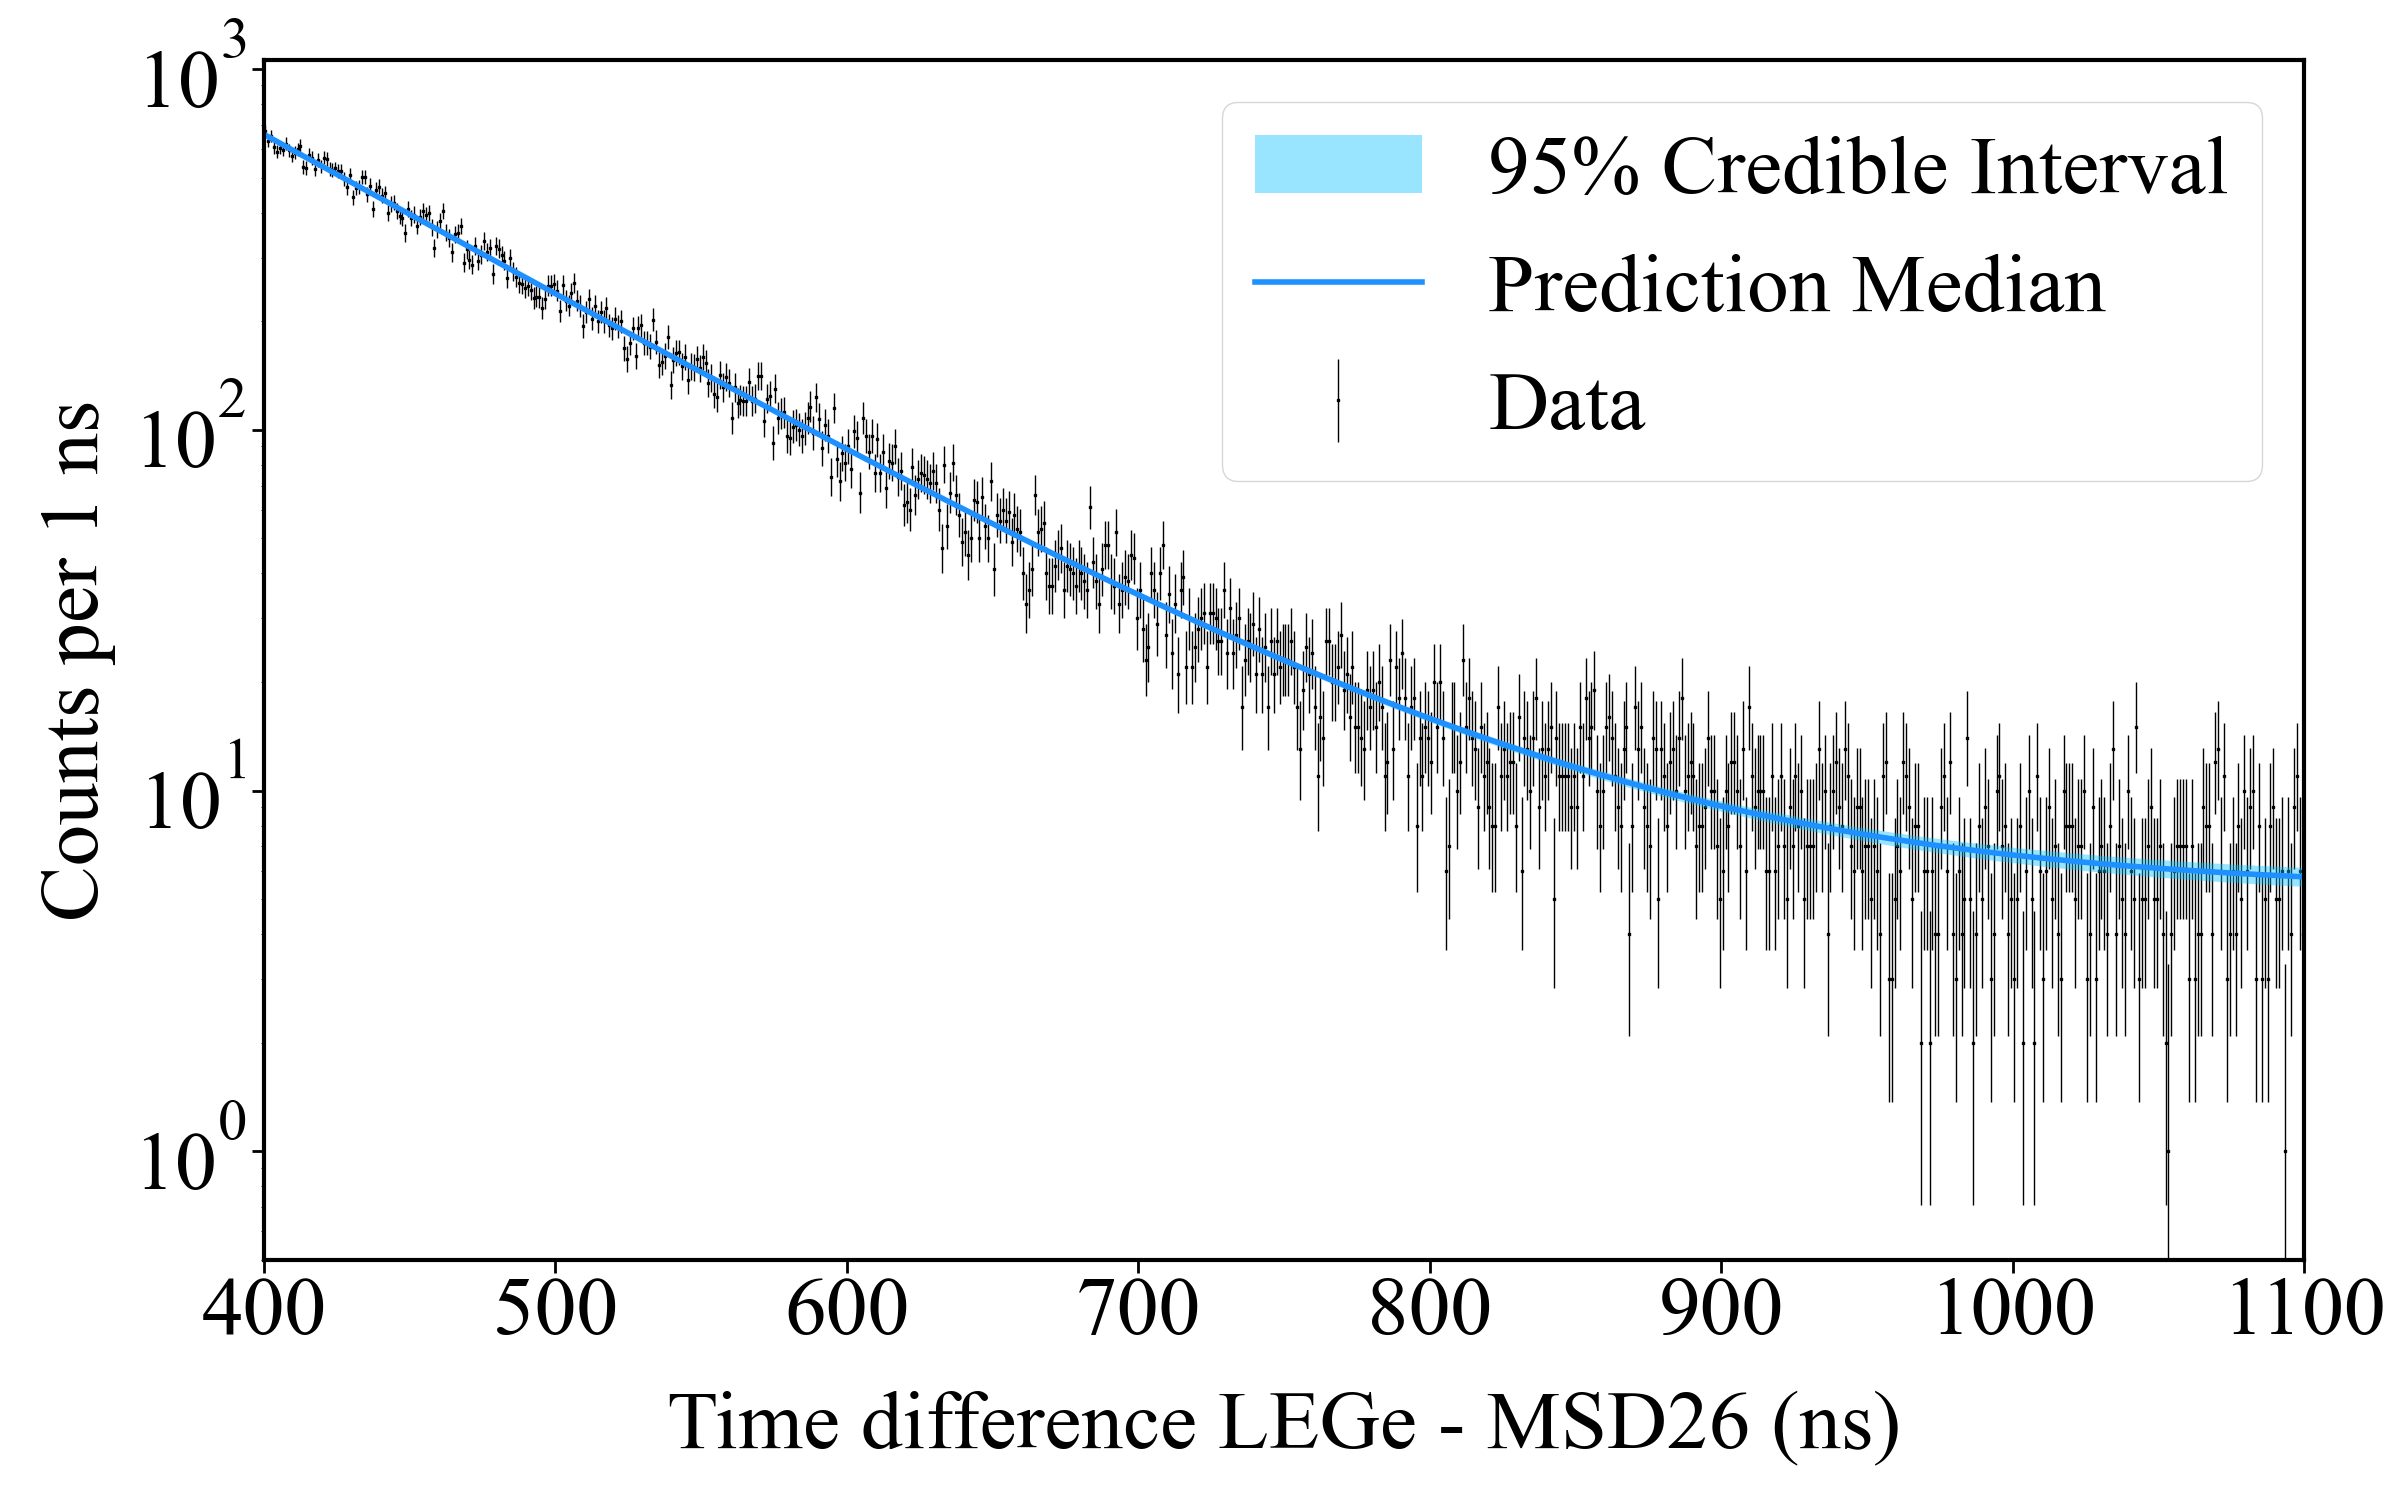 10^3
10^2
10^1
10^0
Counts per 1 ns
95% Credible Interval
Prediction Median
Data
400 500 600 700 800 900 1000 1100
Time difference LEGe - MSD26 (ns)